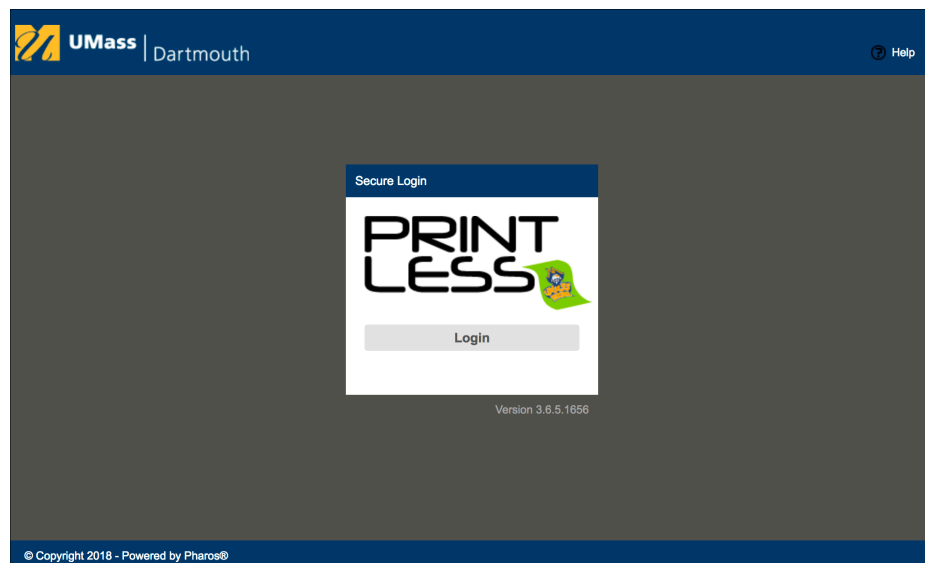 UMass
Dartmouth
Help
Secure Login
PRINT
LESS
Login
Version 3.6.5.1656
© Copyright 2018 - Powered by Pharos®